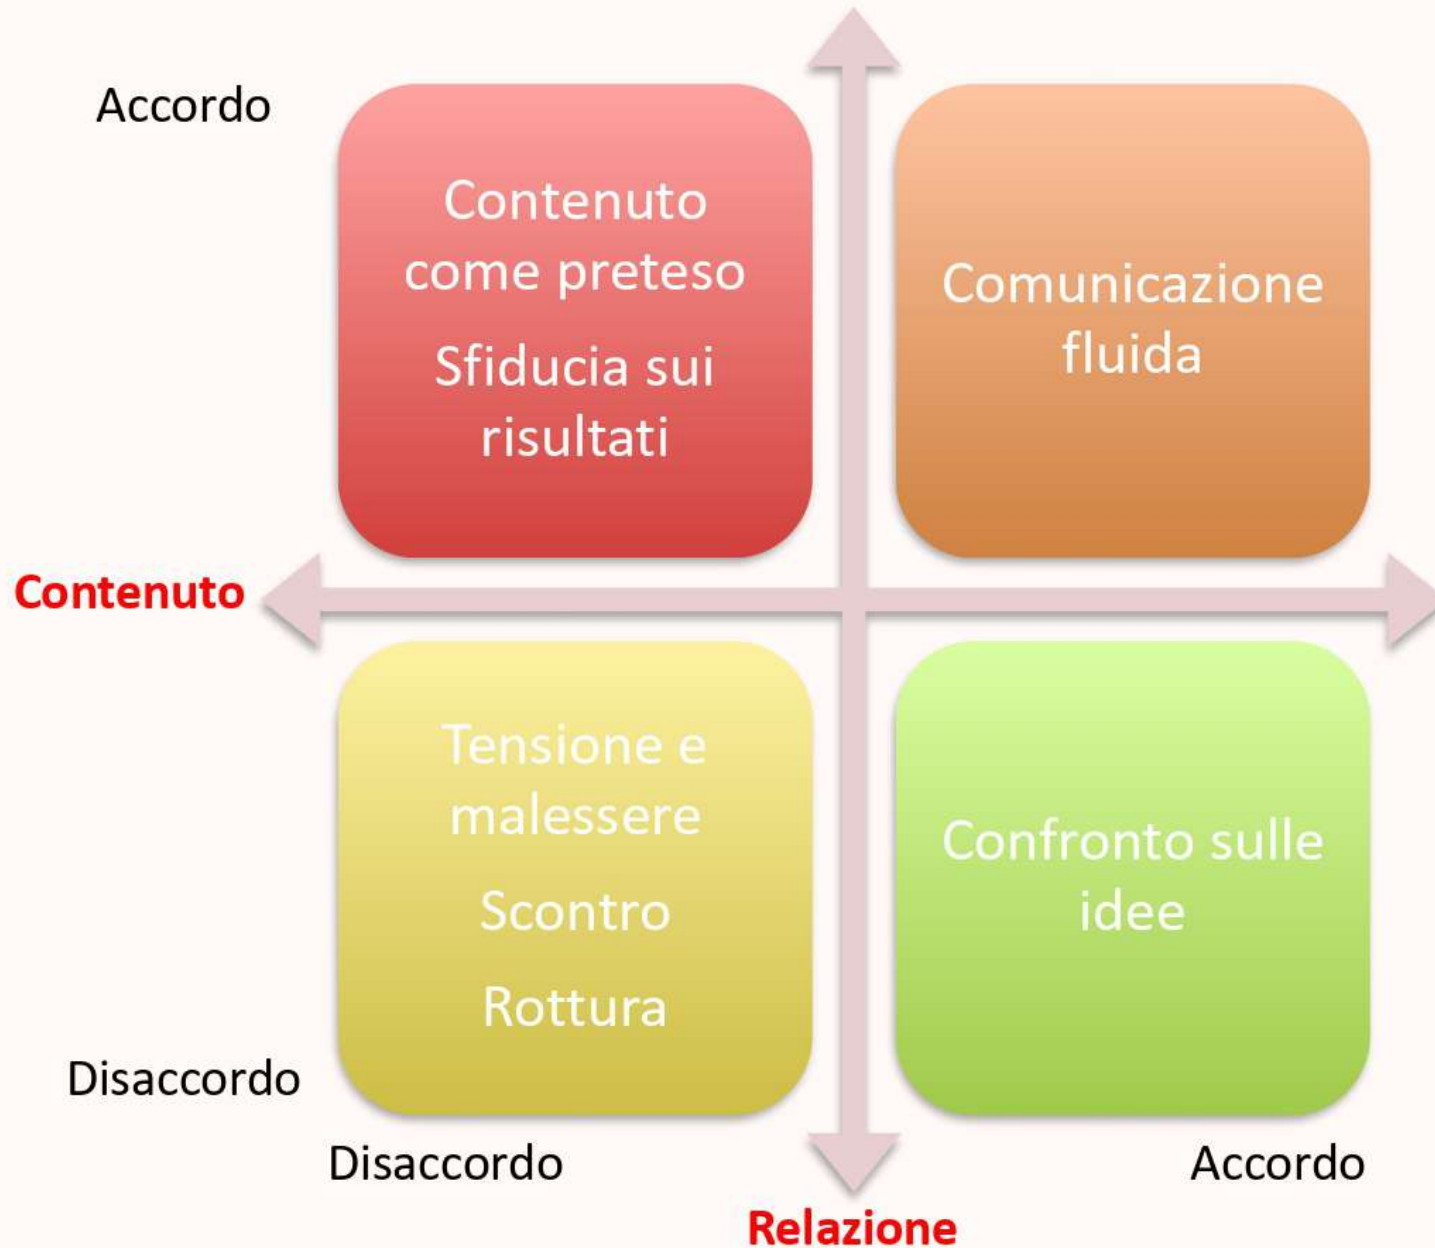 Accordo
Contenuto
come preteso
Sfiducia sui
risultati
Comunicazione
fluida
Contenuto
Tensione e
malessere
Scontro
Rottura
Confronto sulle
idee
Disaccordo
Disaccordo
Accordo
Relazione